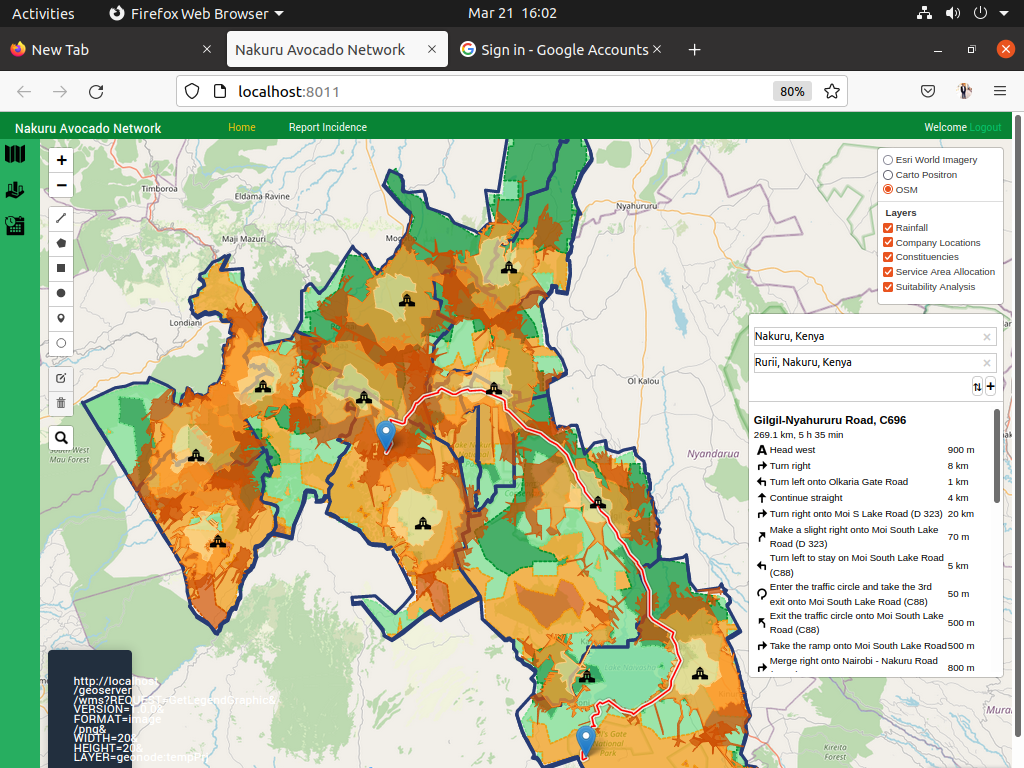 Activities
Firefox Web Browser
Mar 21 16:02
New Tab
Nakuru Avocado Network
Sign in - Google Accounts
localhost:8011
80%
Nakuru Avocado Network
Home
Report Incidence
Welcome Logout
+
−
Timboroa
Eldama Ravine
Maji Mazuri
Londiani
Nyahururu
Ol Kalou
Nyandarua
South West
Mau Forest
Kireita
Forest
National
Park
Esri World Imagery
Carto Positron
OSM
Layers
Rainfall
Company Locations
Constituencies
Service Area Allocation
Suitability Analysis
Nakuru, Kenya
Rurii, Nakuru, Kenya
Gilgil-Nyahururu Road, C696
269.1 km, 5 h 35 min
Head west 900 m
Turn right 8 km
Turn left onto Olkaria Gate Road 1 km
Continue straight 4 km
Turn right onto Moi S Lake Road (D 323) 20 km
Make a slight right onto Moi South Lake
Road (D 323) 70 m
Turn left to stay on Moi South Lake Road
(C88) 5 km
Enter the traffic circle and take the 3rd
exit onto Moi South Lake Road (C88) 50 m
Exit the traffic circle onto Moi South Lake
Road (C88) 500 m
Take the ramp onto Moi South Lake Road 500 m
Merge right onto Nairobi - Nakuru Road 800 m
http://localhost
/geoserver
/wms?REQUEST=GetLegendGraphic&
VERSION=1.0.0&
FORMAT=image
/png&
WIDTH=20&
HEIGHT=20&